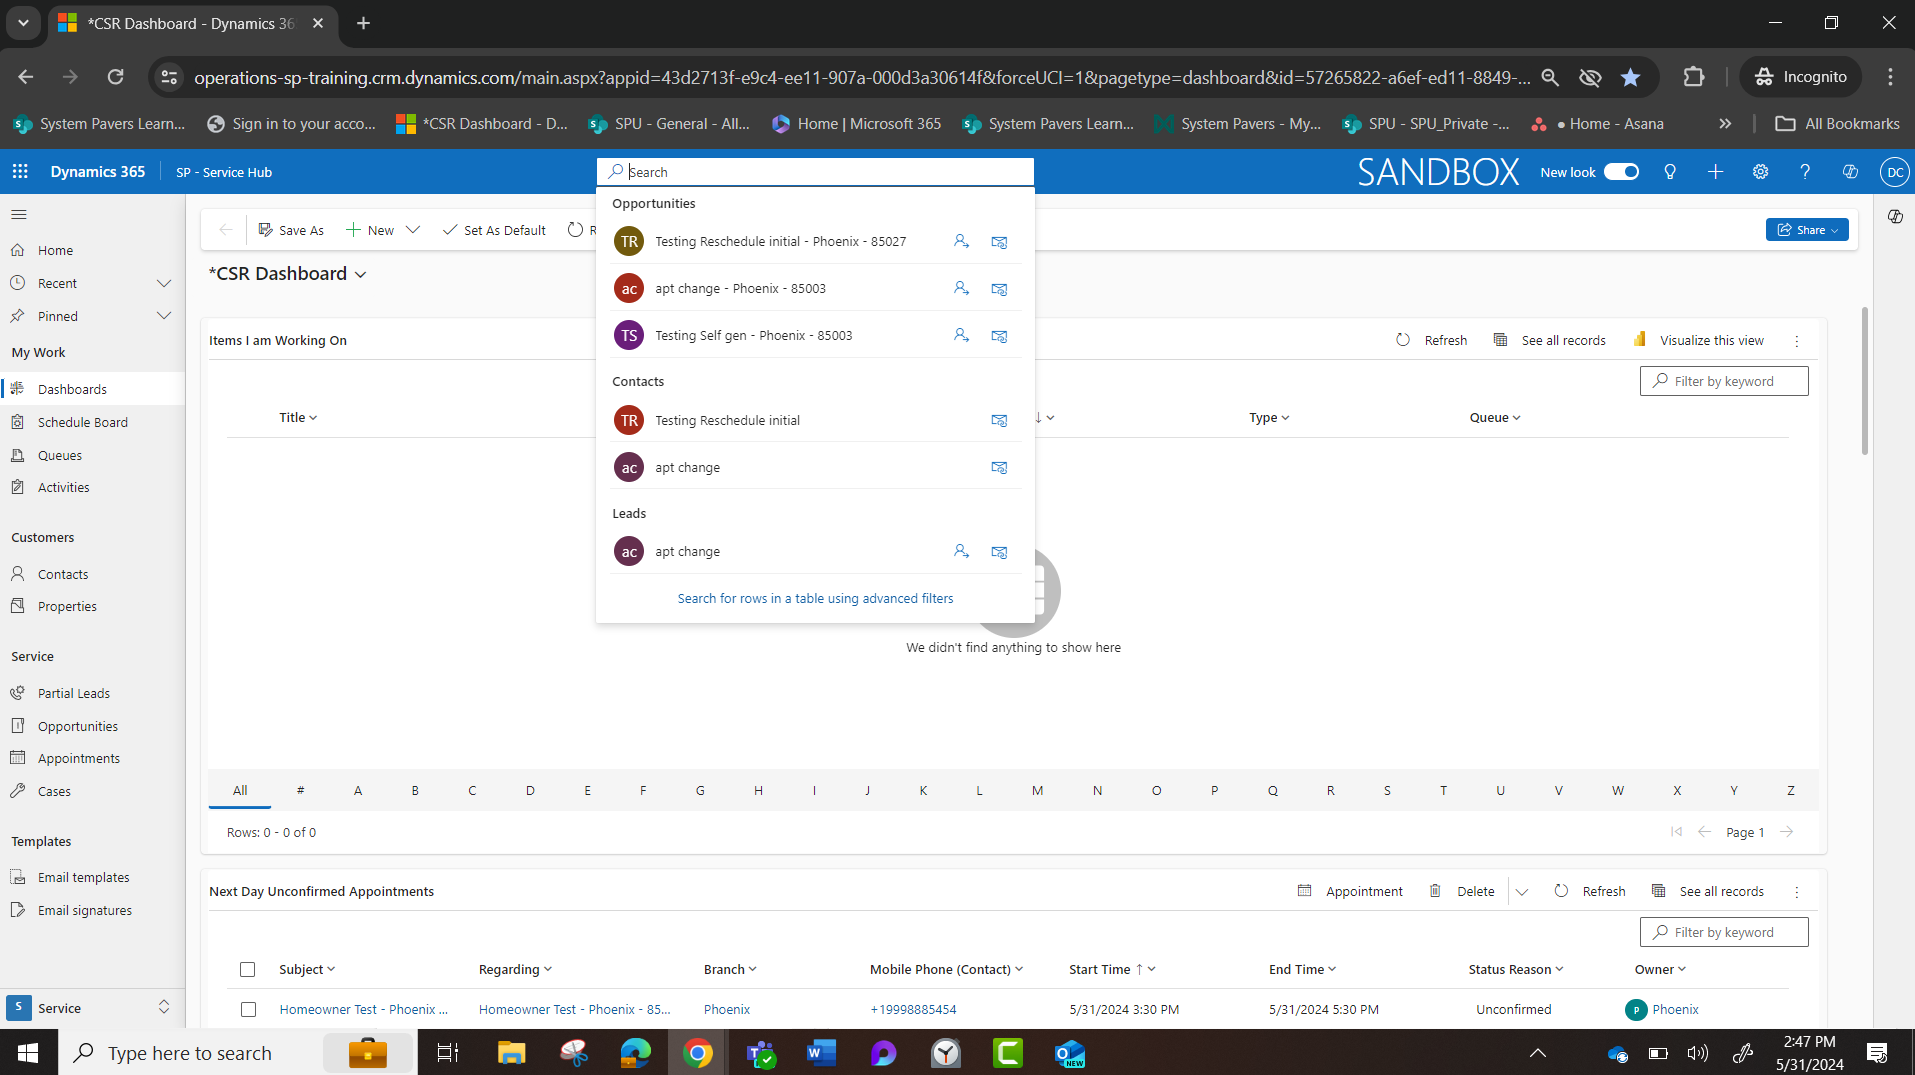 *CSR Dashboard - Dynamics 36
operations-sp-training.crm.dynamics.com/main.aspx?appid=43d2713f-e9c4-ee11-907a-000d3a30614f&forceUCI=1&pagetype=dashboard&id=57265822-a6ef-ed11-8849-...
Incognito
System Pavers Learn...
Sign in to your acco...
*CSR Dashboard - D...
SPU - General - All...
Home | Microsoft 365
System Pavers Learn...
System Pavers - My...
SPU - SPU_Private -...
● Home - Asana
All Bookmarks
Dynamics 365
SP - Service Hub
Search
SANDBOX
New look
DC
Home
Recent
Pinned
My Work
Dashboards
Schedule Board
Queues
Activities
Customers
Contacts
Properties
Service
Partial Leads
Opportunities
Appointments
Cases
Templates
Email templates
Email signatures
S
Service
Save As
New
Set As Default
R
Share
*CSR Dashboard
Opportunities
TR
Testing Reschedule initial - Phoenix - 85027
ac
apt change - Phoenix - 85003
TS
Testing Self gen - Phoenix - 85003
Contacts
TR
Testing Reschedule initial
ac
apt change
Leads
ac
apt change
Search for rows in a table using advanced filters
Items I am Working On
Refresh
See all records
Visualize this view
Filter by keyword
Title
Type
Queue
We didn't find anything to show here
All # A B C D E F G H I J K L M N O P Q R S T U V W X Y Z
Rows: 0 - 0 of 0
Page 1
Next Day Unconfirmed Appointments
Appointment
Delete
Refresh
See all records
Filter by keyword
Subject
Regarding
Branch
Mobile Phone (Contact)
Start Time ↑
End Time
Status Reason
Owner
Homeowner Test - Phoenix ...
Homeowner Test - Phoenix - 85...
Phoenix
+19998885454
5/31/2024 3:30 PM
5/31/2024 5:30 PM
Unconfirmed
P
Phoenix
Type here to search
NEW
2:47 PM
5/31/2024